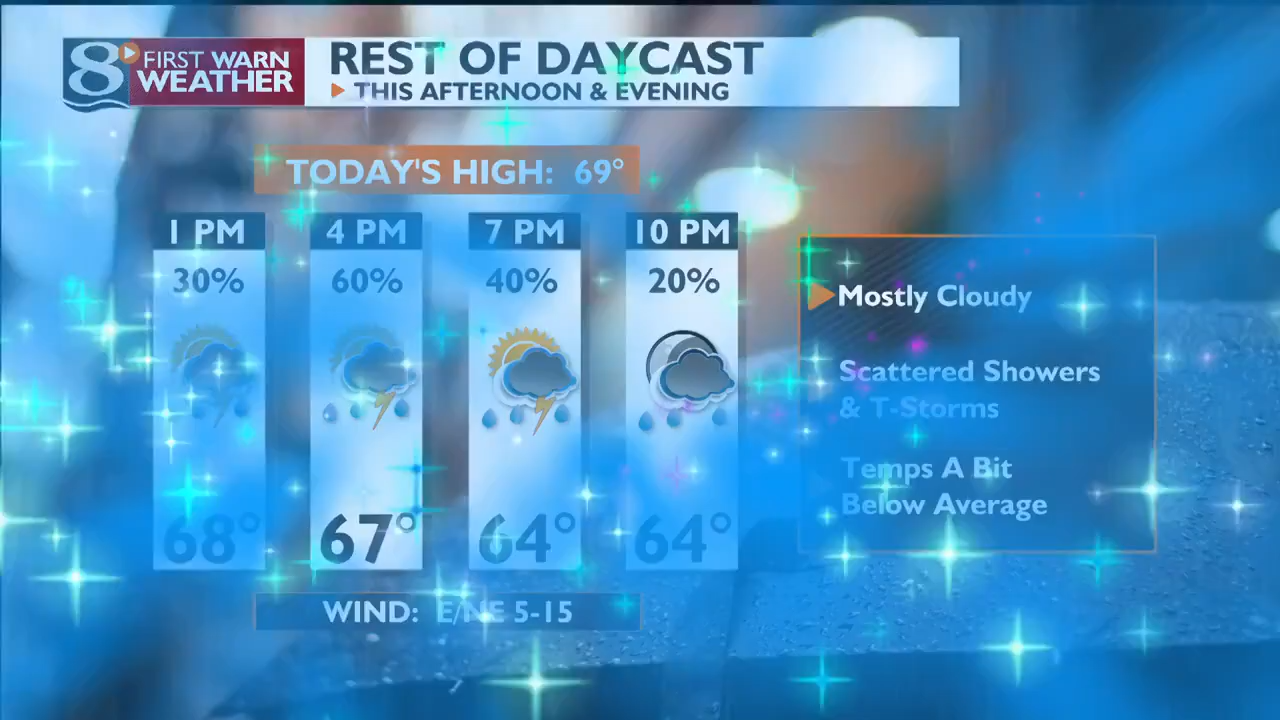 8 FIRST WARN
WEATHER
REST OF DAYCAST
THIS AFTERNOON & EVENING
TODAY'S HIGH: 69°
1 PM 4 PM 7 PM 10 PM
30% 60% 40% 20%
68° 67° 64° 64°
WIND: E/NE 5-15
Mostly Cloudy
Scattered Showers
& T-Storms
Temps A Bit
Below Average